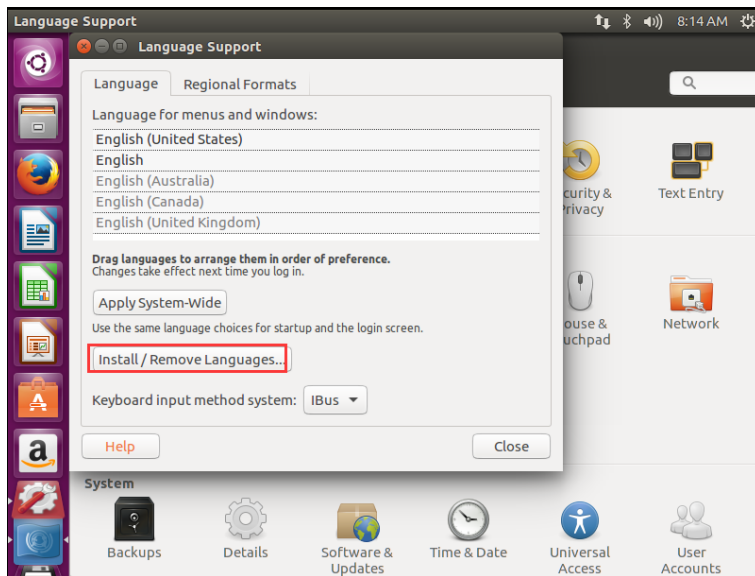 Language Support
8:14 AM
Language Support
Language
Regional Formats
Language for menus and windows:
English (United States)
English
English (Australia)
English (Canada)
English (United Kingdom)
Drag languages to arrange them in order of preference.
Changes take effect next time you log in.
Apply System-Wide
Use the same language choices for startup and the login screen.
Install / Remove Languages...
Keyboard input method system:
IBus
Help
Close
curity &
Privacy
Text Entry
ouse &
uchpad
Network
System
Backups
Details
Software &
Updates
Time & Date
Universal
Access
User
Accounts